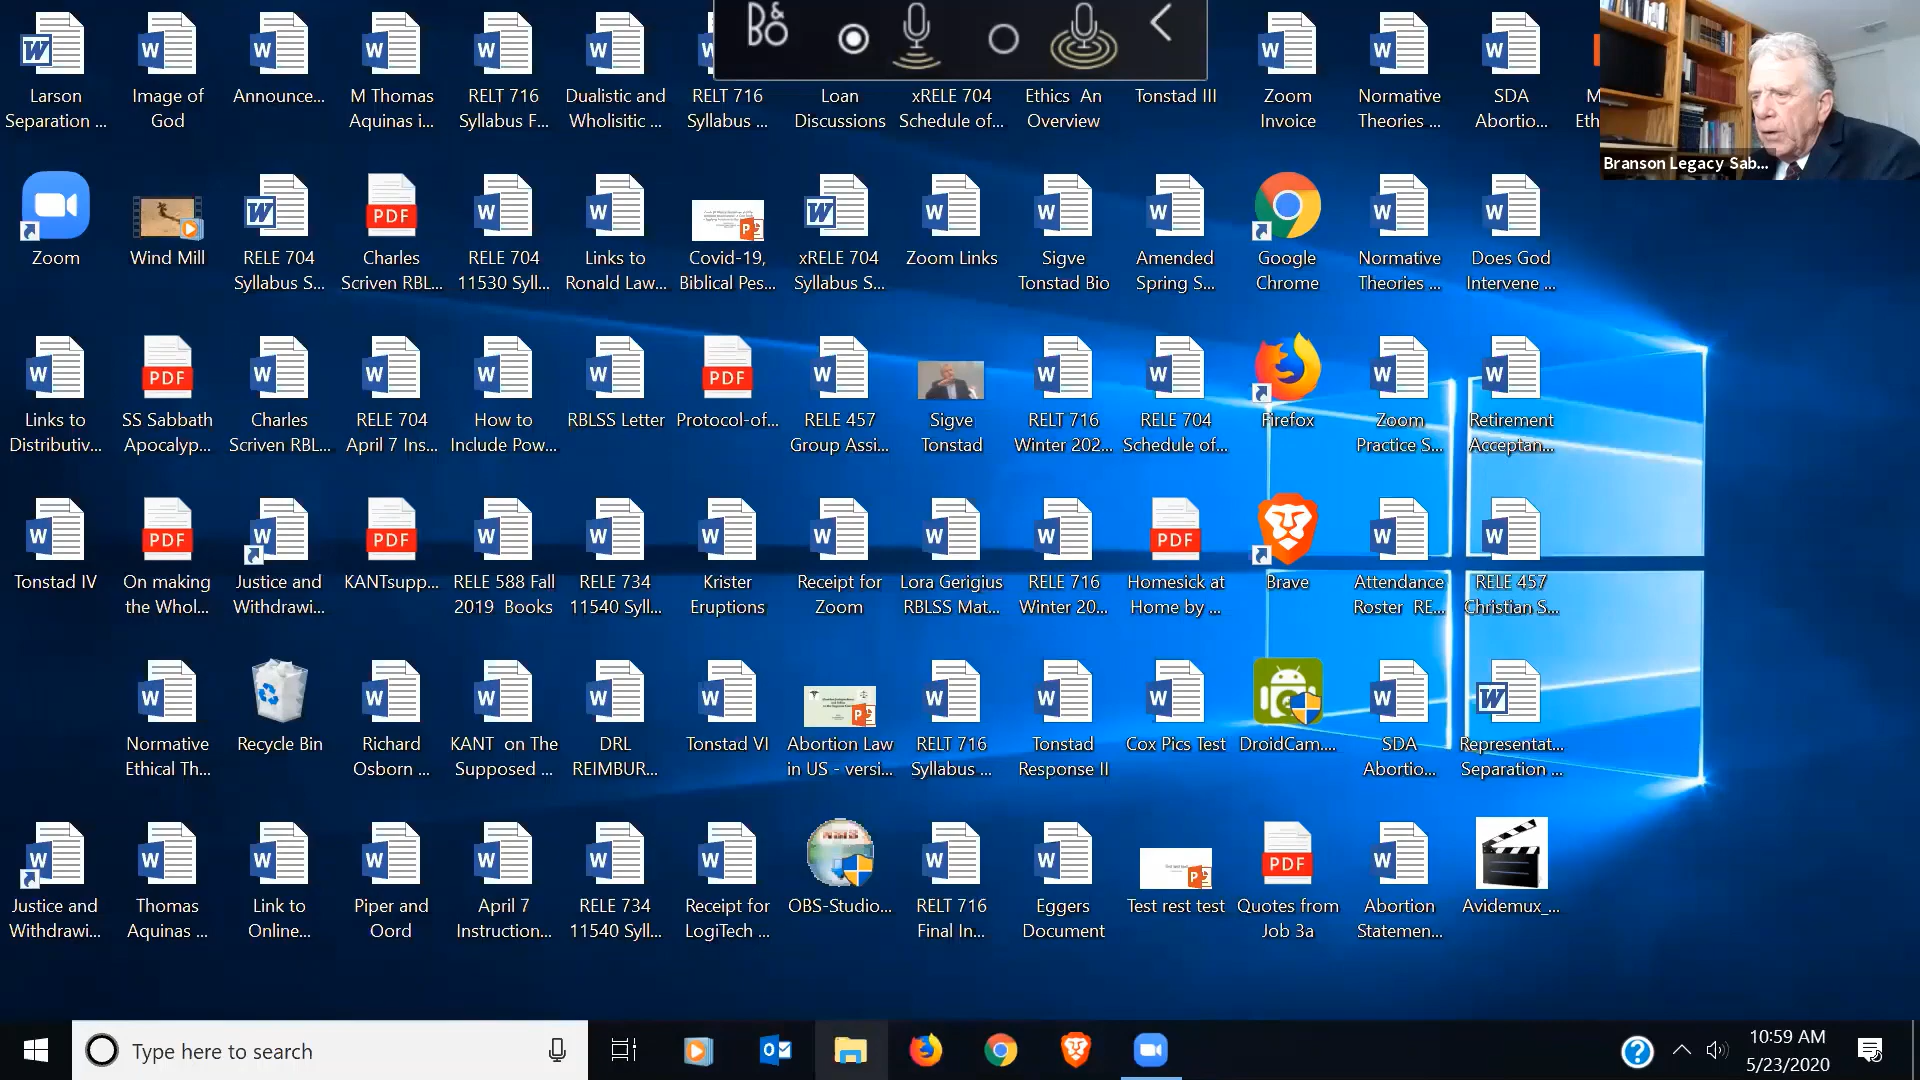 B&O
Larson
Separation ...
Image of
God
Announce...
M Thomas
Aquinas i...
RELT 716
Syllabus F...
Dualistic and
Wholisitic ...
RELT 716
Syllabus ...
Loan
Discussions
xRELE 704
Schedule of...
Ethics An
Overview
Tonstad III
Zoom
Invoice
Normative
Theories ...
SDA
Abortio...
M
Eth
Branson Legacy Sab...
Zoom
Wind Mill
RELE 704
Syllabus S...
PDF
Charles
Scriven RBL...
RELE 704
11530 Syll...
Links to
Ronald Law...
Covid-19,
Biblical Pes...
xRELE 704
Syllabus S...
Zoom Links
Sigve
Tonstad Bio
Amended
Spring S...
Google
Chrome
Normative
Theories ...
Does God
Intervene ...
Links to
Distributiv...
PDF
SS Sabbath
Apocalyp...
Charles
Scriven RBL...
RELE 704
April 7 Ins...
How to
Include Pow...
RBLSS Letter
PDF
Protocol-of...
RELE 457
Group Assi...
Sigve
Tonstad
RELT 716
Winter 202...
RELE 704
Schedule of...
Firefox
Zoom
Practice S...
Retirement
Acceptan...
Tonstad IV
PDF
On making
the Whol...
Justice and
Withdrawi...
PDF
KANTsupp...
RELE 588 Fall
2019 Books
RELE 734
11540 Syll...
Krister
Eruptions
Receipt for
Zoom
Lora Gerigius
RBLSS Mat...
RELE 716
Winter 20...
PDF
Homesick at
Home by ...
Brave
Attendance
Roster RE...
RELE 457
Christian S...
Normative
Ethical Th...
Recycle Bin
Richard
Osborn ...
KANT on The
Supposed ...
DRL
REIMBUR...
Tonstad VI
Abortion Law
in US - versi...
RELT 716
Syllabus ...
Tonstad
Response II
Cox Pics Test
DroidCam....
SDA
Abortio...
Representat...
Separation ...
Justice and
Withdrawi...
Thomas
Aquinas ...
Link to
Online...
Piper and
Oord
April 7
Instruction...
RELE 734
11540 Syll...
Receipt for
LogiTech ...
OBS-Studio...
RELT 716
Final In...
Eggers
Document
Test rest test
PDF
Quotes from
Job 3a
Abortion
Statemen...
Avidemux_...
Type here to search
10:59 AM
5/23/2020